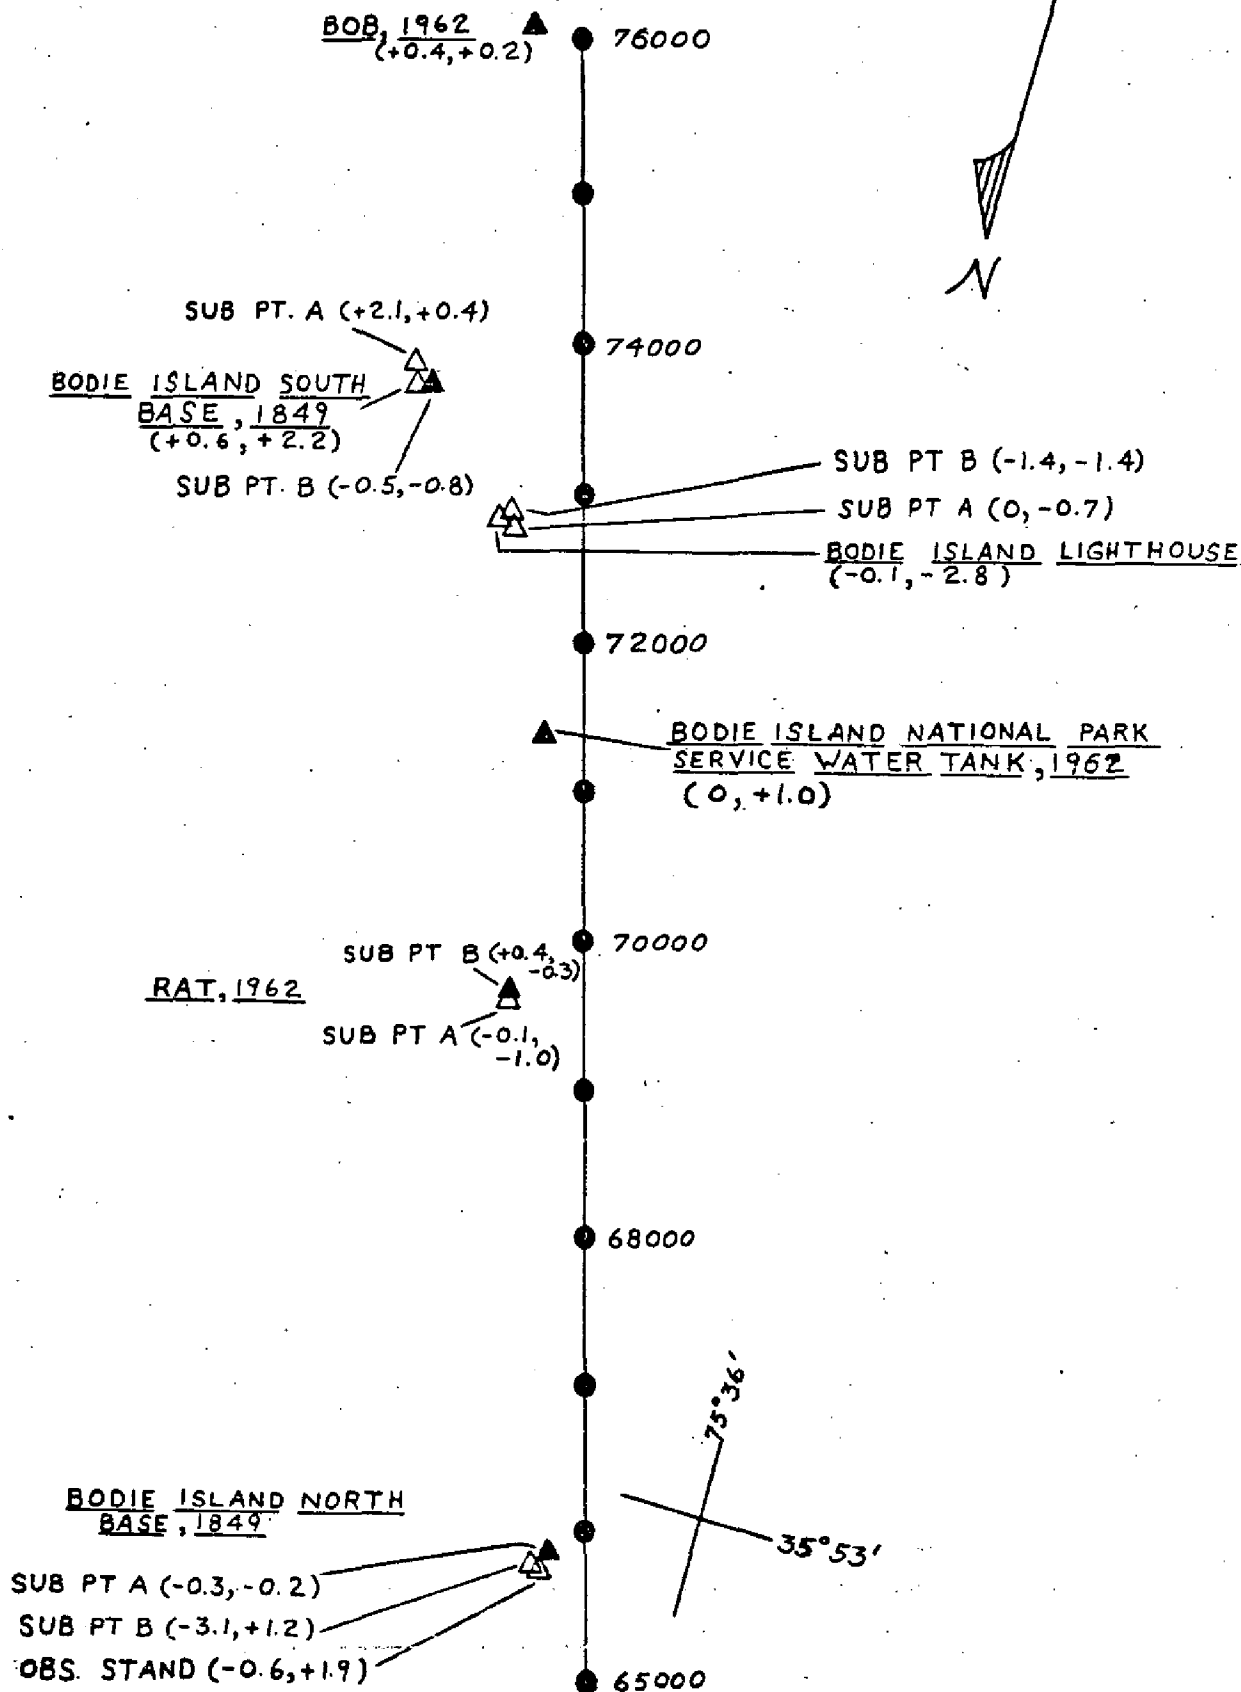 BOB, 1962
(+0.4,+0.2)
76000
N
SUB PT. A (+2.1,+0.4)
74000
BODIE ISLAND SOUTH
BASE, 1849
(+0.6,+2.2)
SUB PT. B (-0.5,-0.8)
SUB PT B (-1.4,-1.4)
SUB PT A (0,-0.7)
BODIE ISLAND LIGHTHOUSE
(-0.1,-2.8)
72000
BODIE ISLAND NATIONAL PARK
SERVICE WATER TANK, 1962
(0,+1.0)
70000
SUB PT B (+0.4,
-0.3)
RAT, 1962
SUB PT A (-0.1,
-1.0)
68000
75°36'
35°53'
BODIE ISLAND NORTH
BASE, 1849
SUB PT A (-0.3,-0.2)
SUB PT B (-3.1,+1.2)
OBS. STAND (-0.6,+1.9)
65000